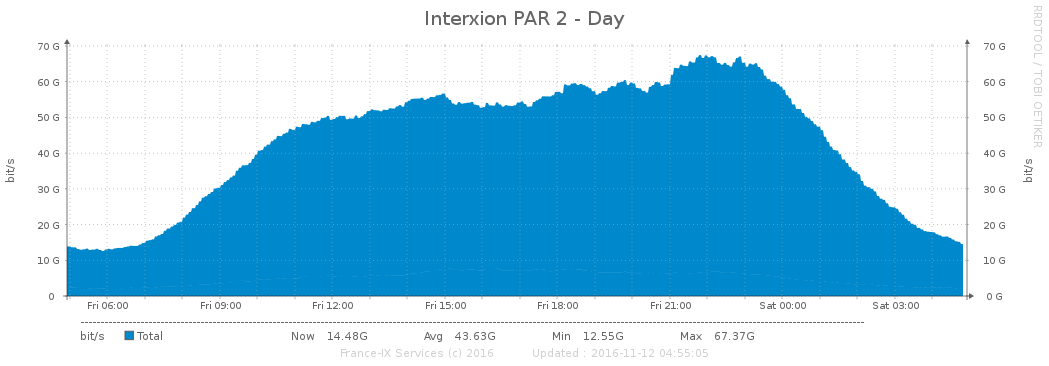 Interxion PAR 2 - Day
RRDTOOL / TOBI OETIKER
bit/s
bit/s
70 G 70 G
60 G 60 G
50 G 50 G
40 G 40 G
30 G 30 G
20 G 20 G
10 G 10 G
0 0 G
Fri 06:00 Fri 09:00 Fri 12:00 Fri 15:00 Fri 18:00 Fri 21:00 Sat 00:00 Sat 03:00
bit/s Total Now 14.48G Avg 43.63G Min 12.55G Max 67.37G
France-IX Services (c) 2016 Updated : 2016-11-12 04:55:05